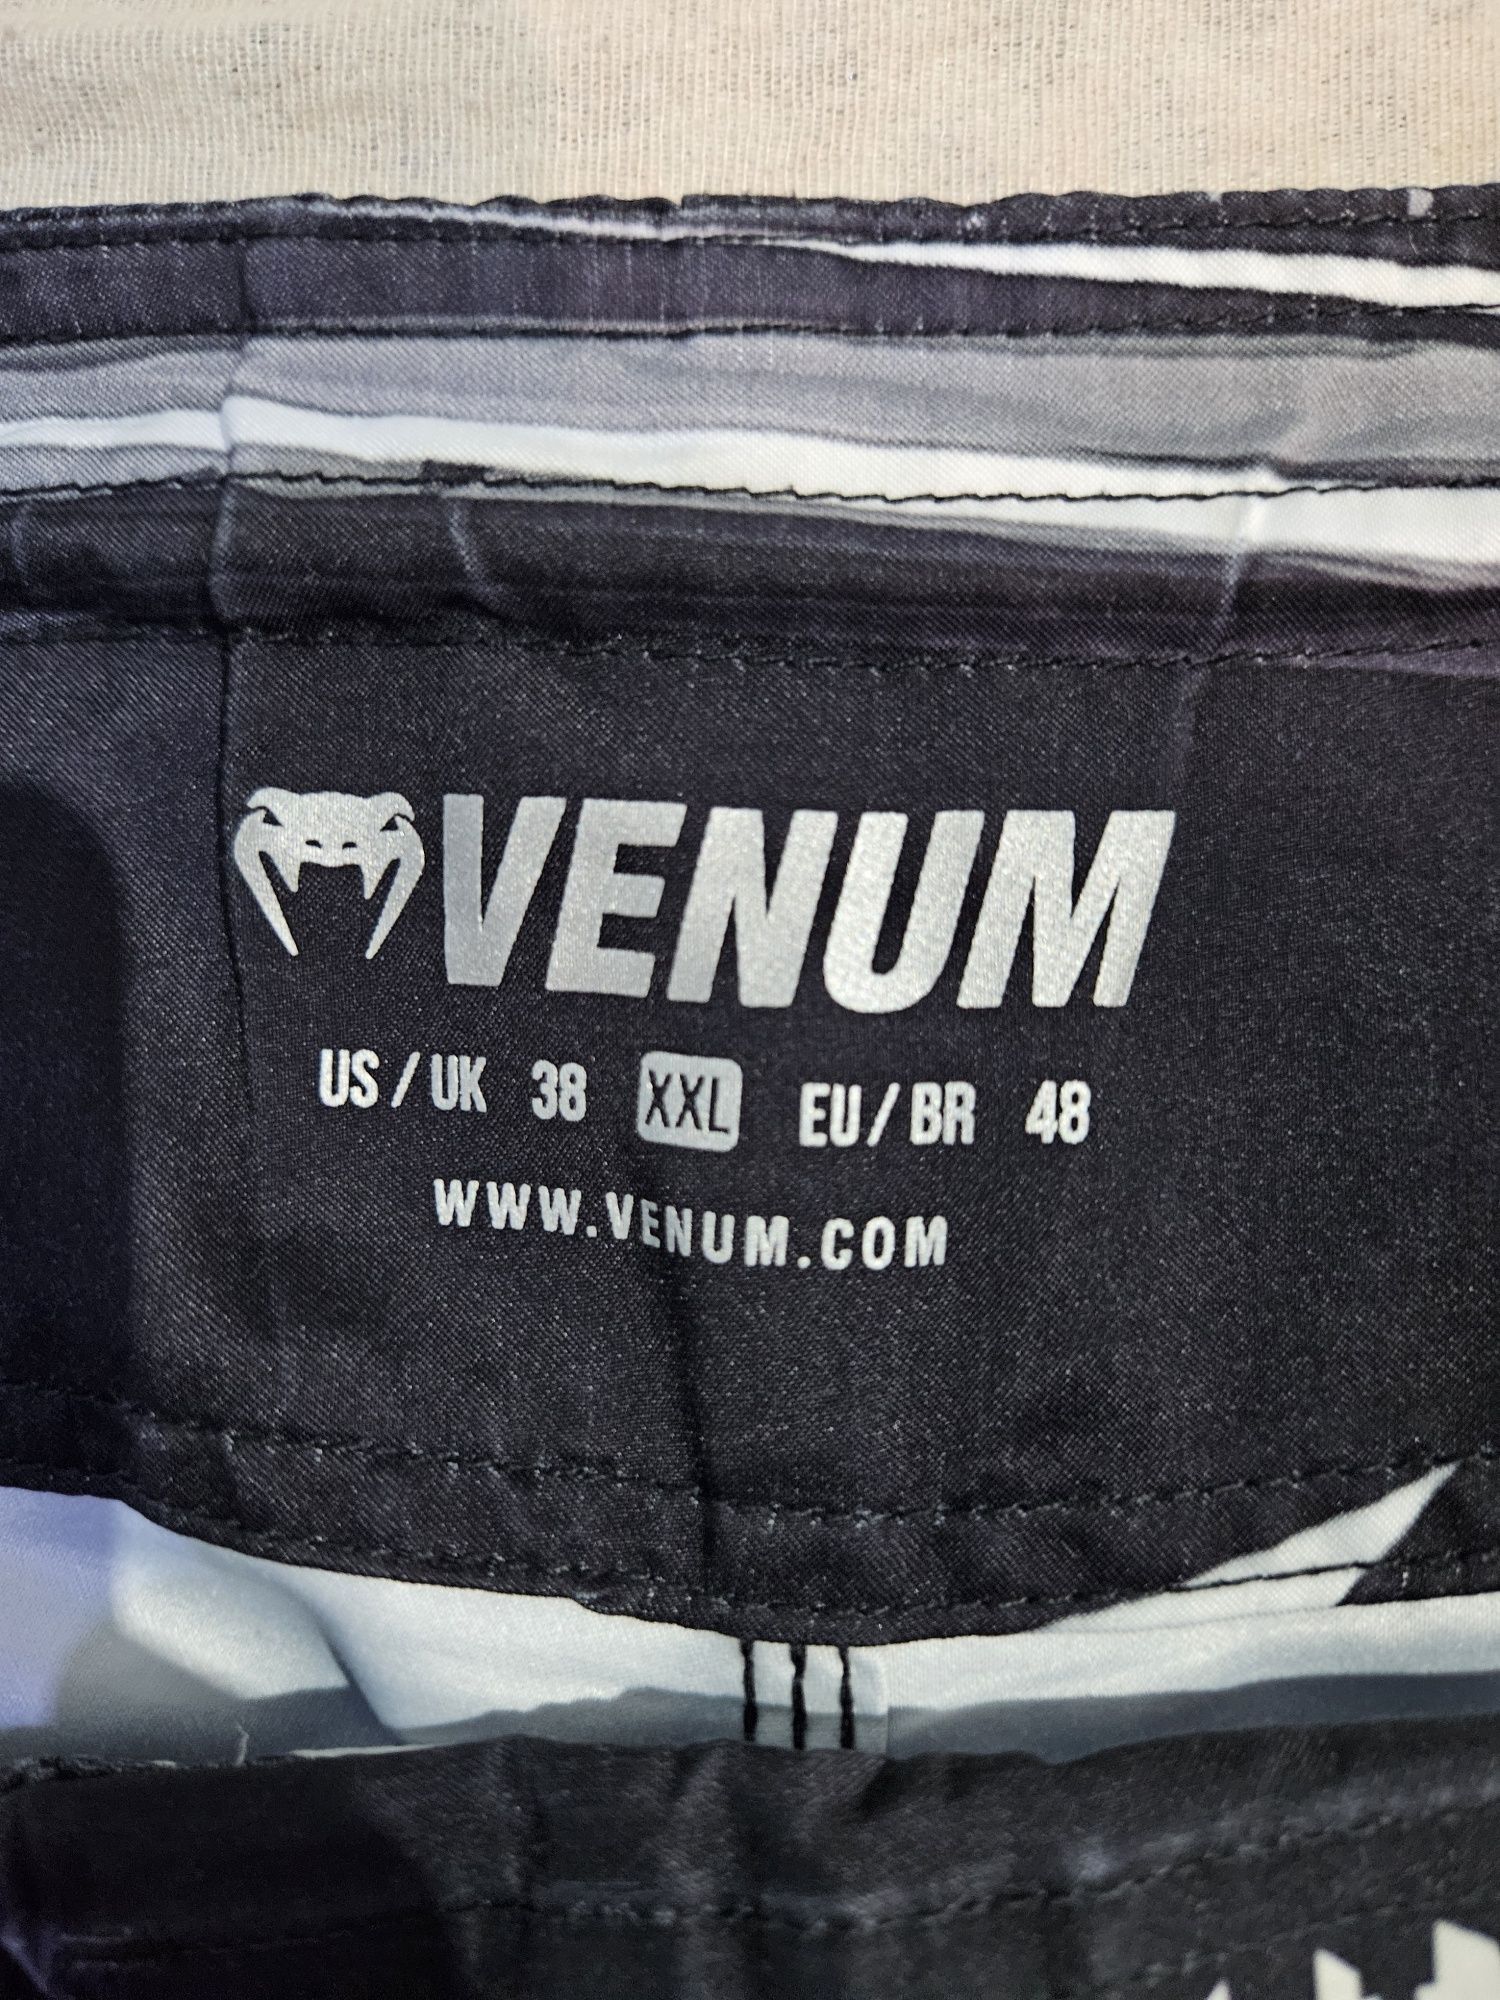 VENUM
US / UK 38 XXL EU / BR 48
WWW.VENUM.COM